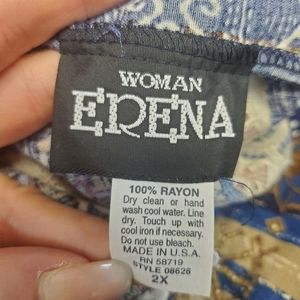 WOMAN
ERENA
100% RAYON
Dry clean or hand
wash cool water. Line
dry. Touch up with
cool iron if necessary.
Do not use bleach.
MADE IN U.S.A.
RN 58719
STYLE 08626
2X